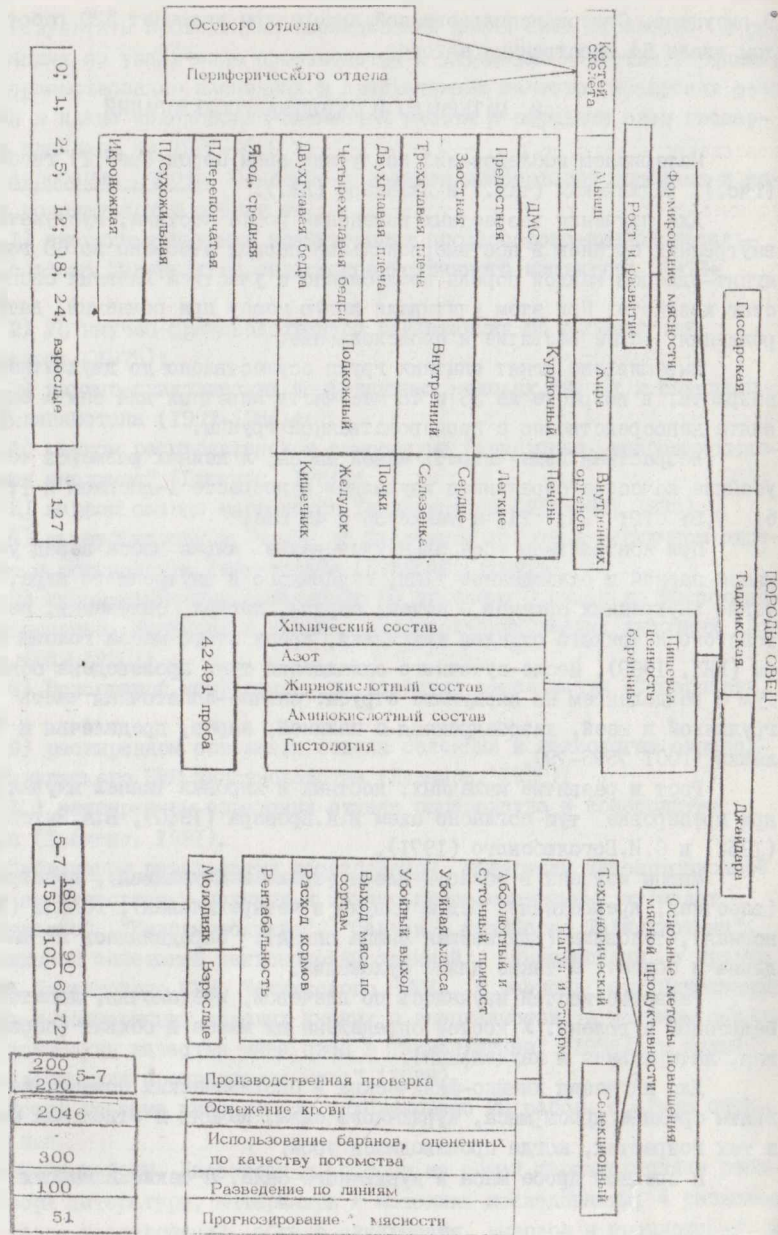 ПОРОДЫ ОВЕЦ
Гиссарская
Таджикская
Джайдара
Формирование мясности
Рост и развитие
Костей
скелета
Мышц
Жира
Внутренних
органов
Осевого отдела
Периферического отдела
ДМС
Предостная
Заостная
Трехглавая плеча
Двухглавая плеча
Четырехглавая бедра
Двухглавая бедра
Ягод, средняя
П/перепончатая
П/сухожильная
Икроножная
Курдючный
Внутренний
Подкожный
Печень
Легкие
Сердце
Селезенка
Почки
Желудок
Кишечник
0; 1; 2; 5; 12; 18; 24; взрослые
197
Пищевая
ценность
баранины
Химический состав
Азот
Жирнокислотный состав
Аминокислотный состав
Гистология
42491 проба
Основные методы повышения
мясной продуктивности
Технологический
Селекционный
Нагул и откорм
Абсолютный и
суточный прирост
Убойная масса
Убойный выход
Выход мяса по
сортам
Расход кормов
Рентабельность
Молодняк
Взрослые
5-7 180 90 60-72
150 100
Производственная проверка
Освежение крови
Использование баранов, оцененных
по качеству потомства
Разведение по линиям
Прогнозирование мясности
200 5-7
200
2046
300
100
51